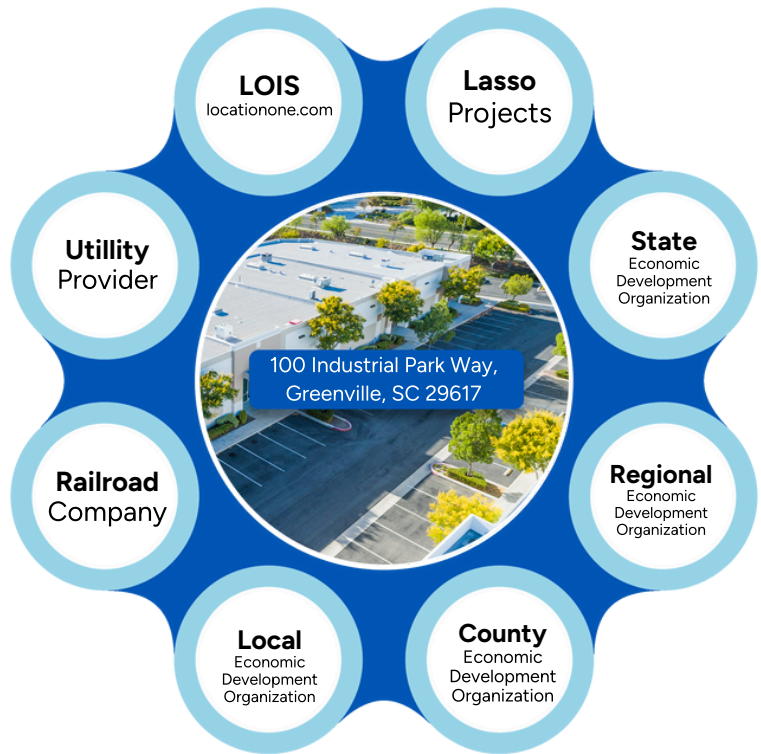 LOIS
locationone.com
Lasso
Projects
State
Economic
Development
Organization
Regional
Economic
Development
Organization
County
Economic
Development
Organization
Local
Economic
Development
Organization
Railroad
Company
Utillity
Provider
100 Industrial Park Way,
Greenville, SC 29617